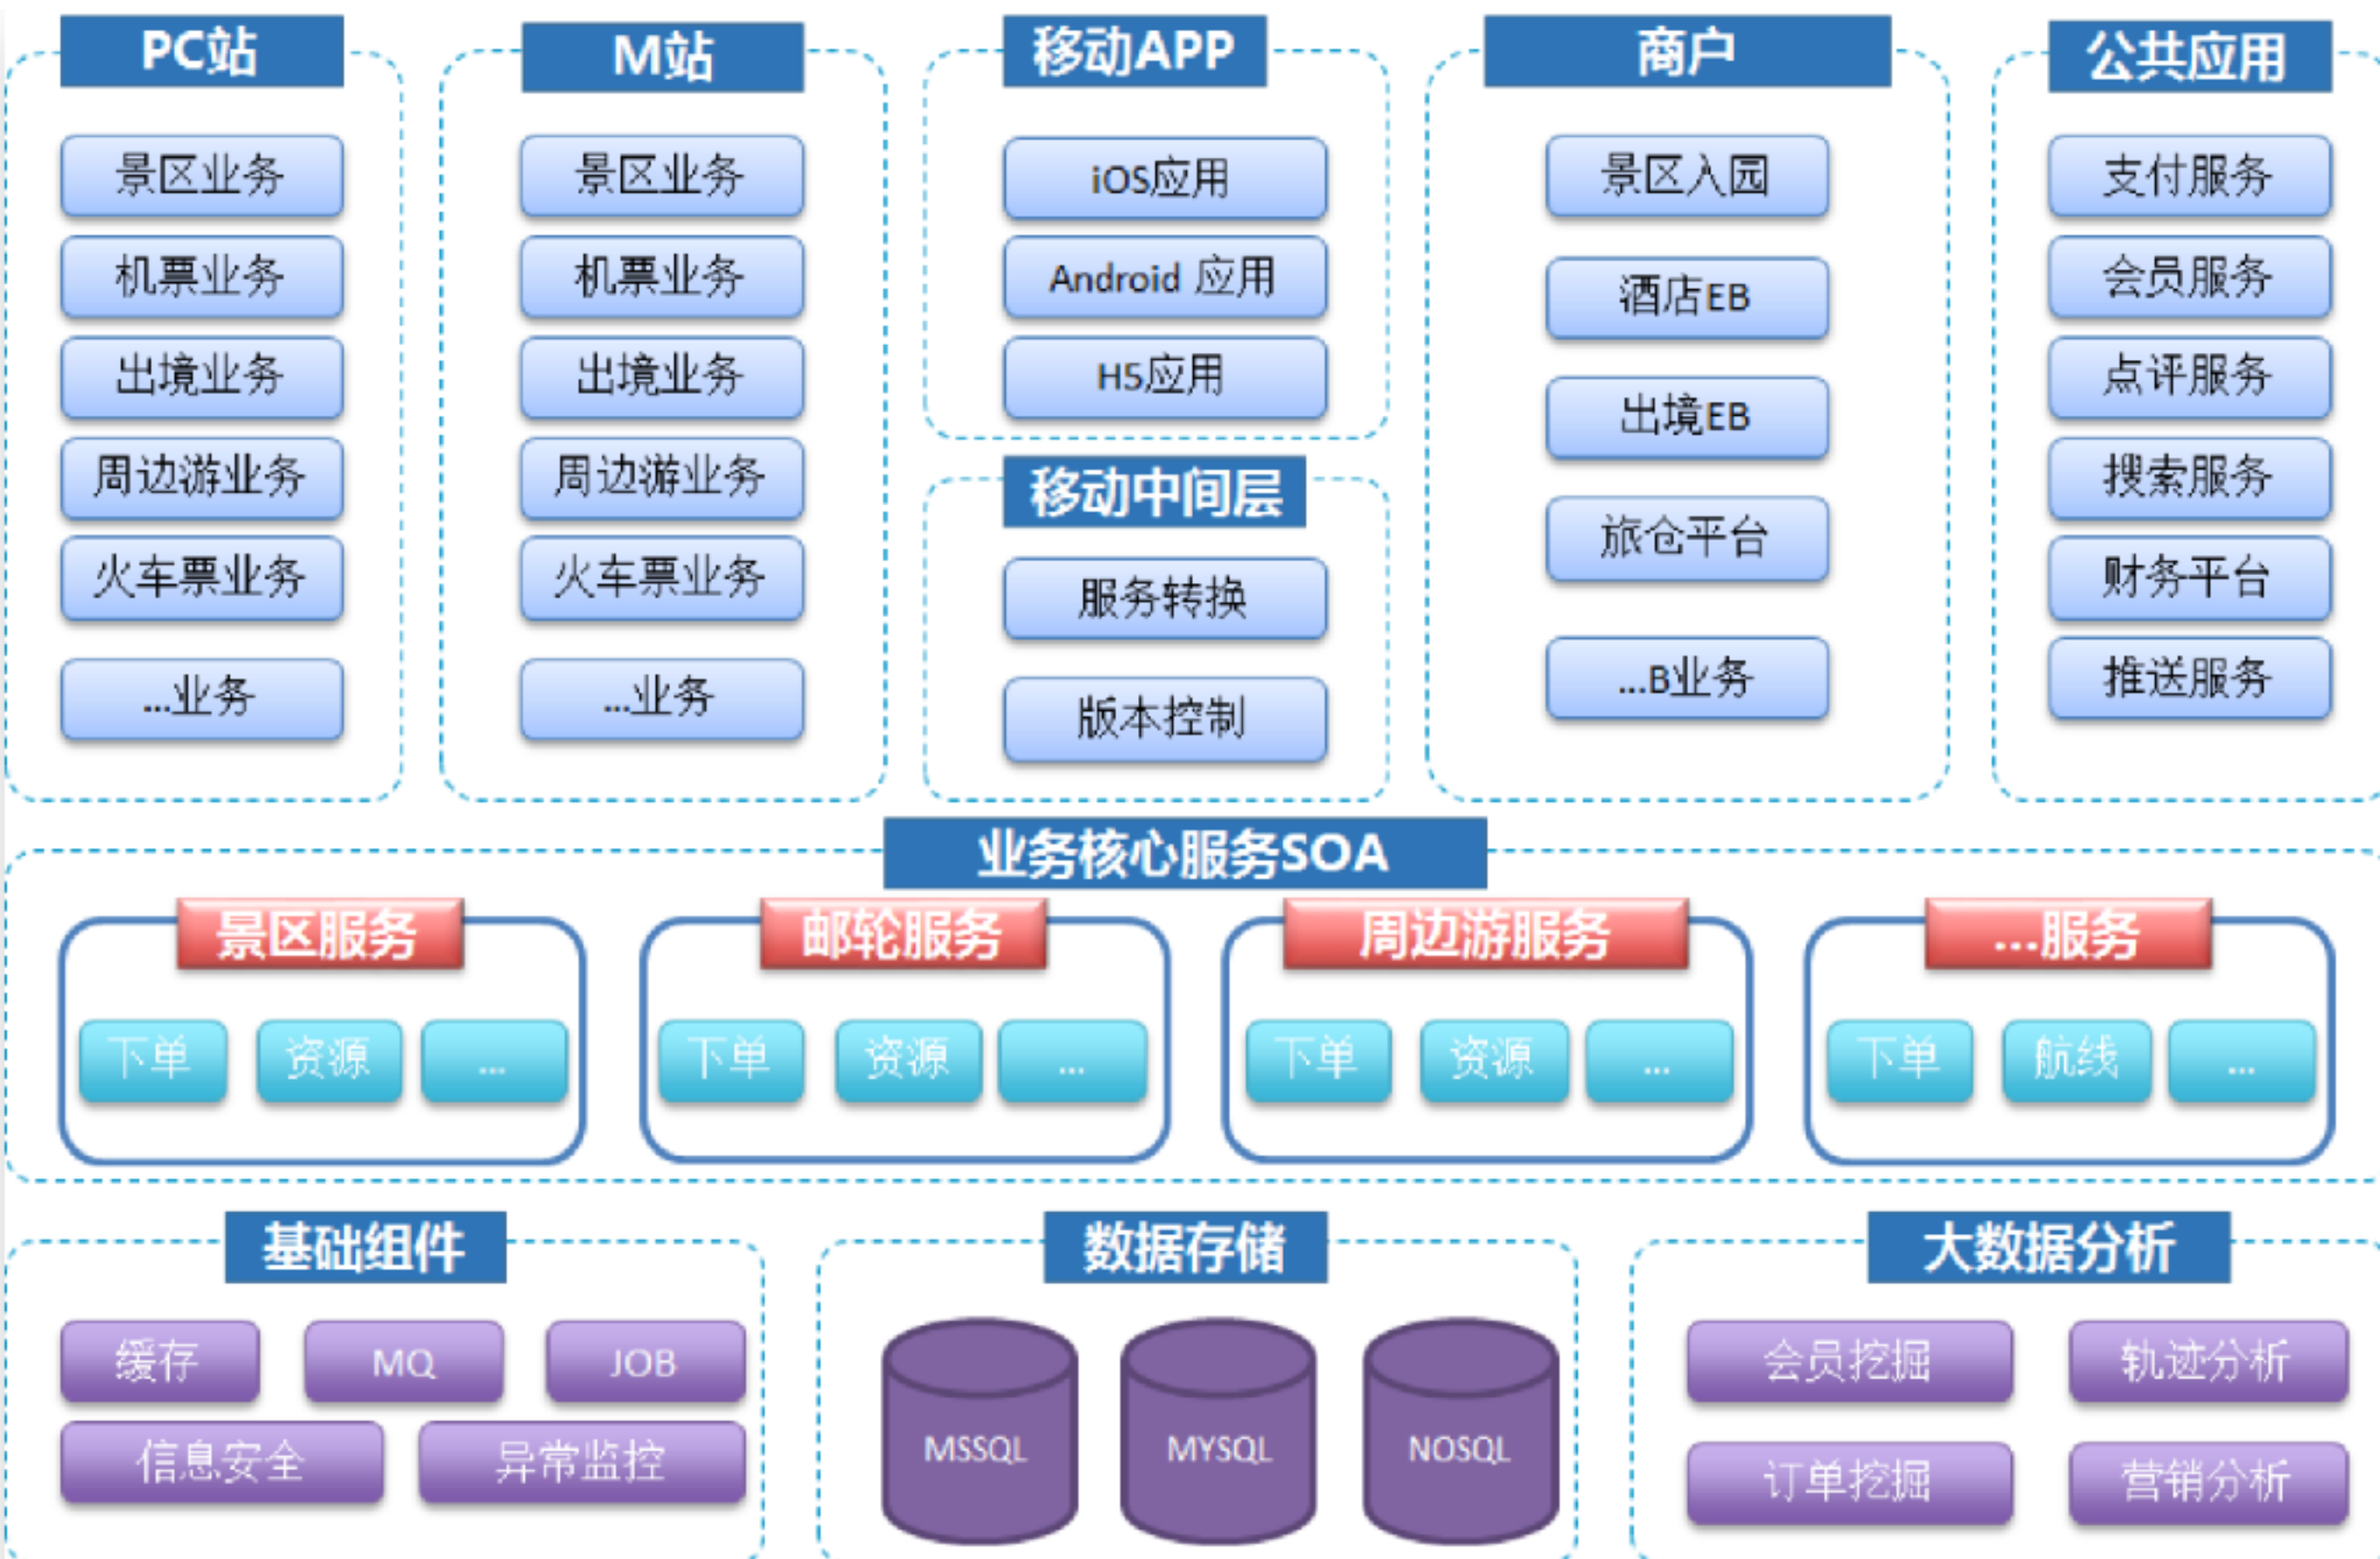 PC站
景区业务
机票业务
出境业务
周边游业务
火车票业务
...业务
M站
景区业务
机票业务
出境业务
周边游业务
火车票业务
...业务
移动APP
iOS应用
Android 应用
H5应用
移动中间层
服务转换
版本控制
商户
景区入园
酒店EB
出境EB
旅仓平台
...B业务
公共应用
支付服务
会员服务
点评服务
搜索服务
财务平台
推送服务
业务核心服务SOA
景区服务
下单
资源
...
邮轮服务
下单
资源
...
周边游服务
下单
资源
...
...服务
下单
航线
...
基础组件
缓存
MQ
JOB
信息安全
异常监控
数据存储
MSSQL
MYSQL
NOSQL
大数据分析
会员挖掘
轨迹分析
订单挖掘
营销分析